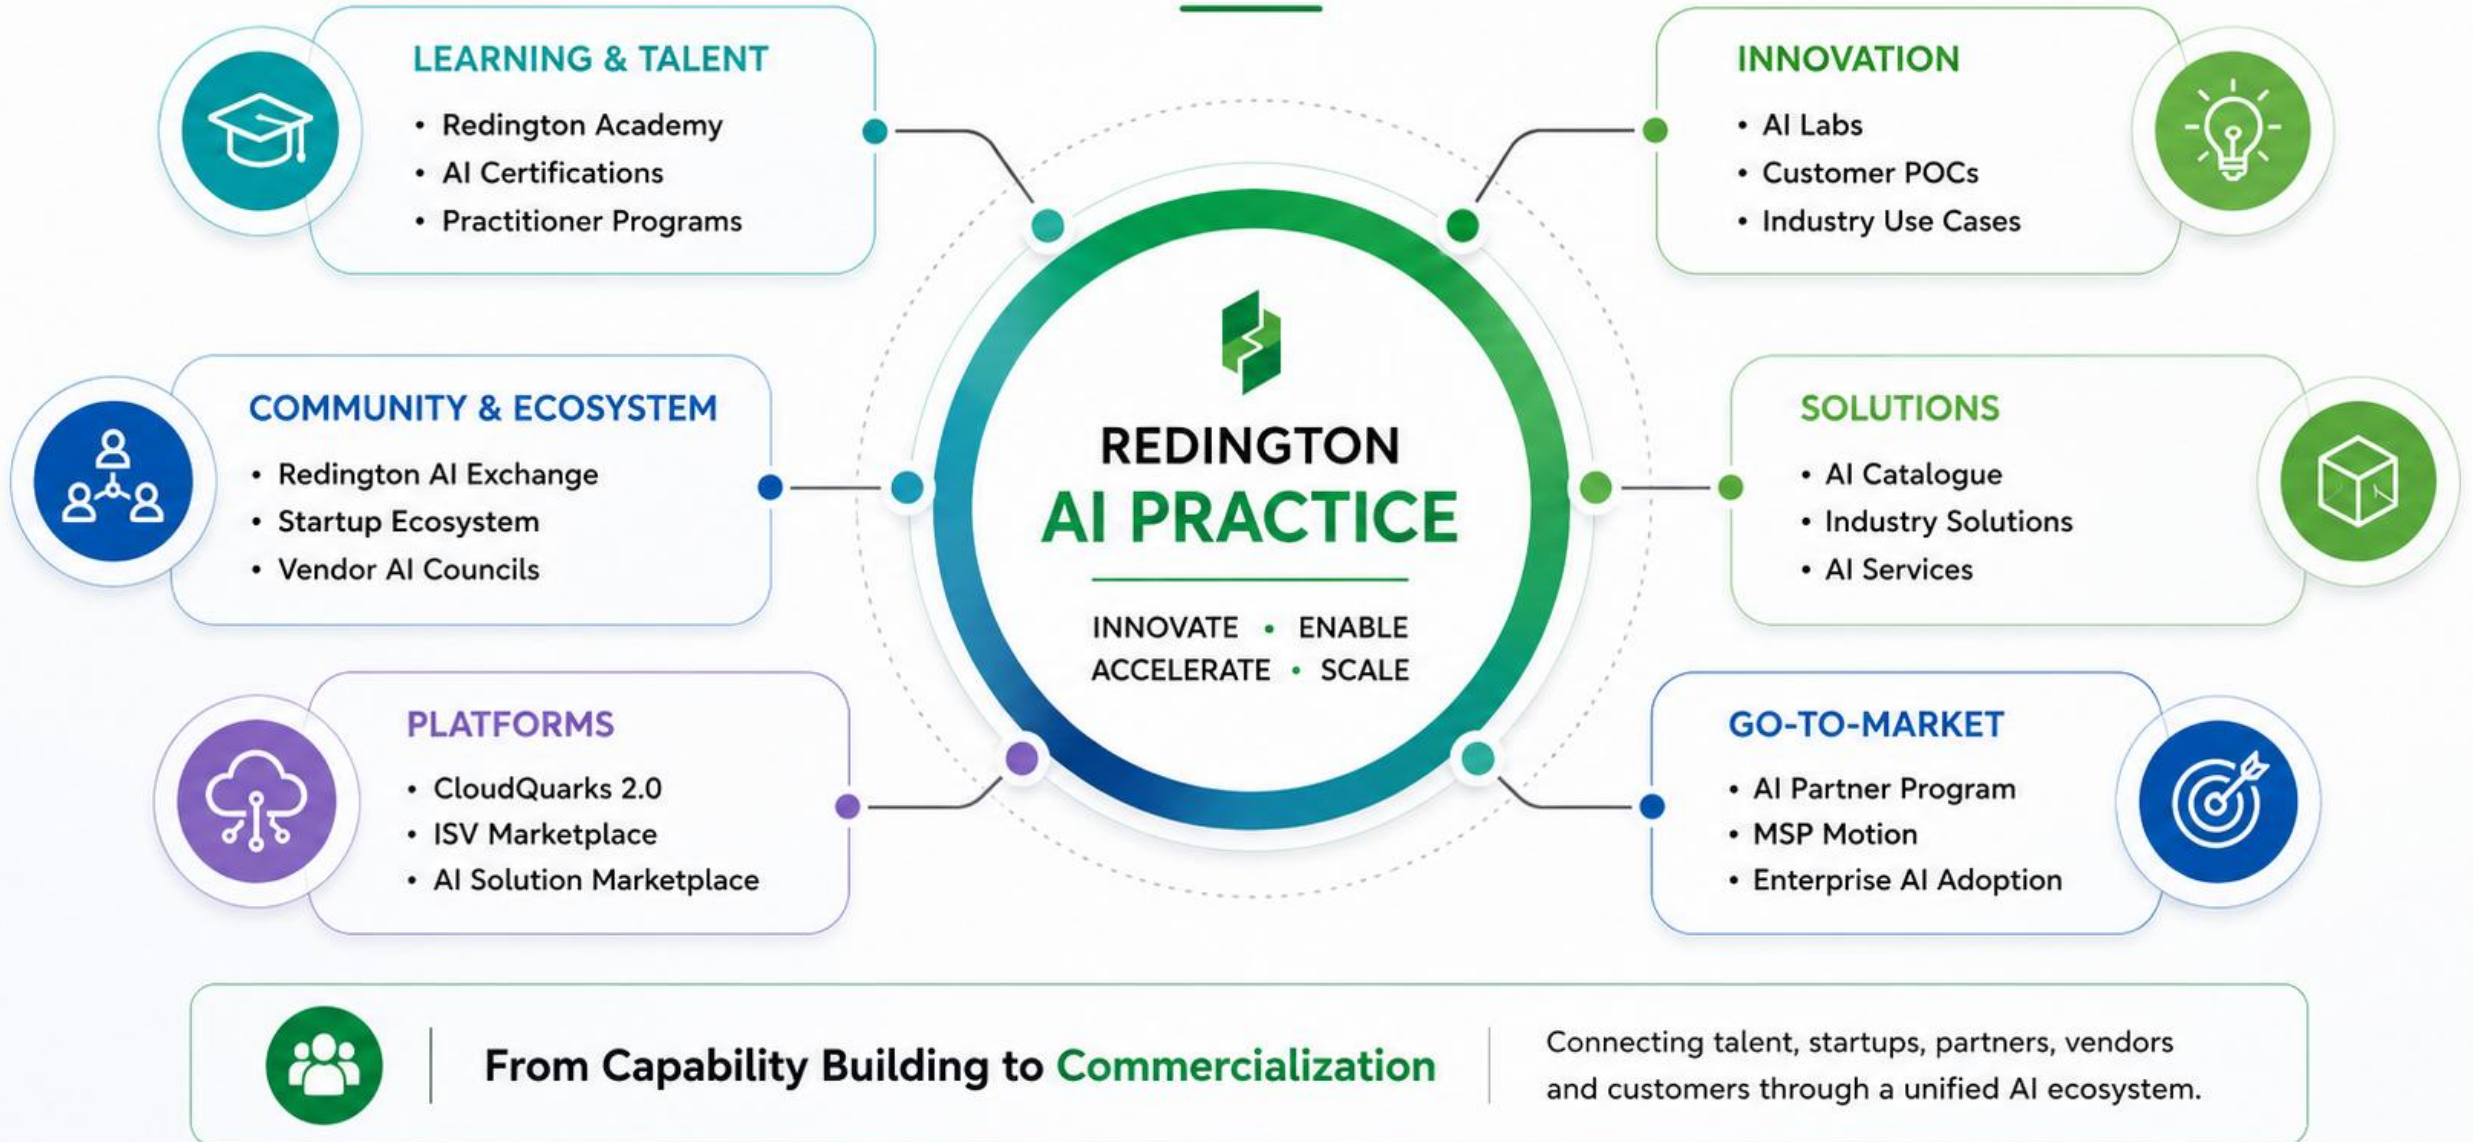 LEARNING & TALENT
• Redington Academy
• AI Certifications
• Practitioner Programs
INNOVATION
• AI Labs
• Customer POCs
• Industry Use Cases
COMMUNITY & ECOSYSTEM
• Redington AI Exchange
• Startup Ecosystem
• Vendor AI Councils
REDINGTON
AI PRACTICE
INNOVATE • ENABLE
ACCELERATE • SCALE
SOLUTIONS
• AI Catalogue
• Industry Solutions
• AI Services
PLATFORMS
• CloudQuarks 2.0
• ISV Marketplace
• AI Solution Marketplace
GO-TO-MARKET
• AI Partner Program
• MSP Motion
• Enterprise AI Adoption
From Capability Building to Commercialization
Connecting talent, startups, partners, vendors
and customers through a unified AI ecosystem.